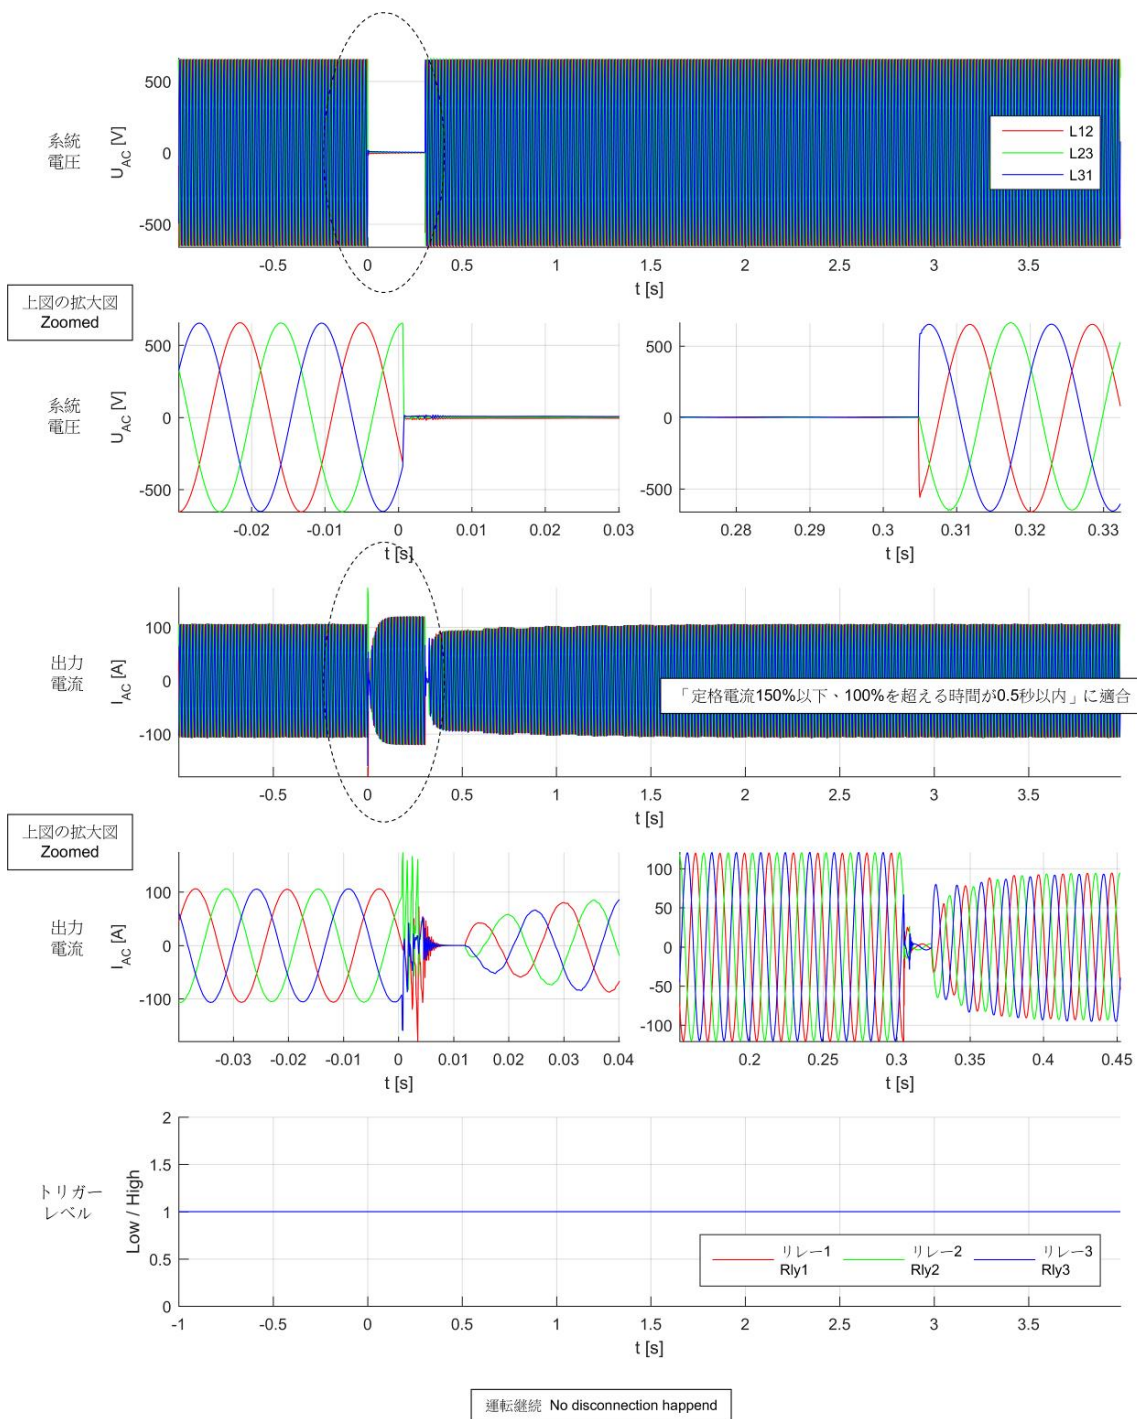 500
0
-500
系統
電圧
U_AC [V]
L12
L23
L31
-0.5
0
0.5
1
1.5
2
2.5
3
3.5
t [s]
上図の拡大図
Zoomed
系統
電圧
U_AC [V]
500
0
-500
-0.02
-0.01
0
0.01
0.02
0.03
t [s]
500
0
-500
0.28
0.29
0.3
0.31
0.32
0.33
t [s]
出力
電流
I_AC [A]
100
0
-100
「定格電流150%以下、100%を超える時間が0.5秒以内」に適合
-0.5
0
0.5
1
1.5
2
2.5
3
3.5
t [s]
上図の拡大図
Zoomed
出力
電流
I_AC [A]
100
0
-100
-0.03
-0.02
-0.01
0
0.01
0.02
0.03
0.04
t [s]
100
50
0
-50
-100
0.2
0.25
0.3
0.35
0.4
0.45
t [s]
トリガー
レベル
Low / High
2
1.5
1
0.5
0
リレー1
Rly1
リレー2
Rly2
リレー3
Rly3
-1
-0.5
0
0.5
1
1.5
2
2.5
3
3.5
t [s]
運転継続 No disconnection happend